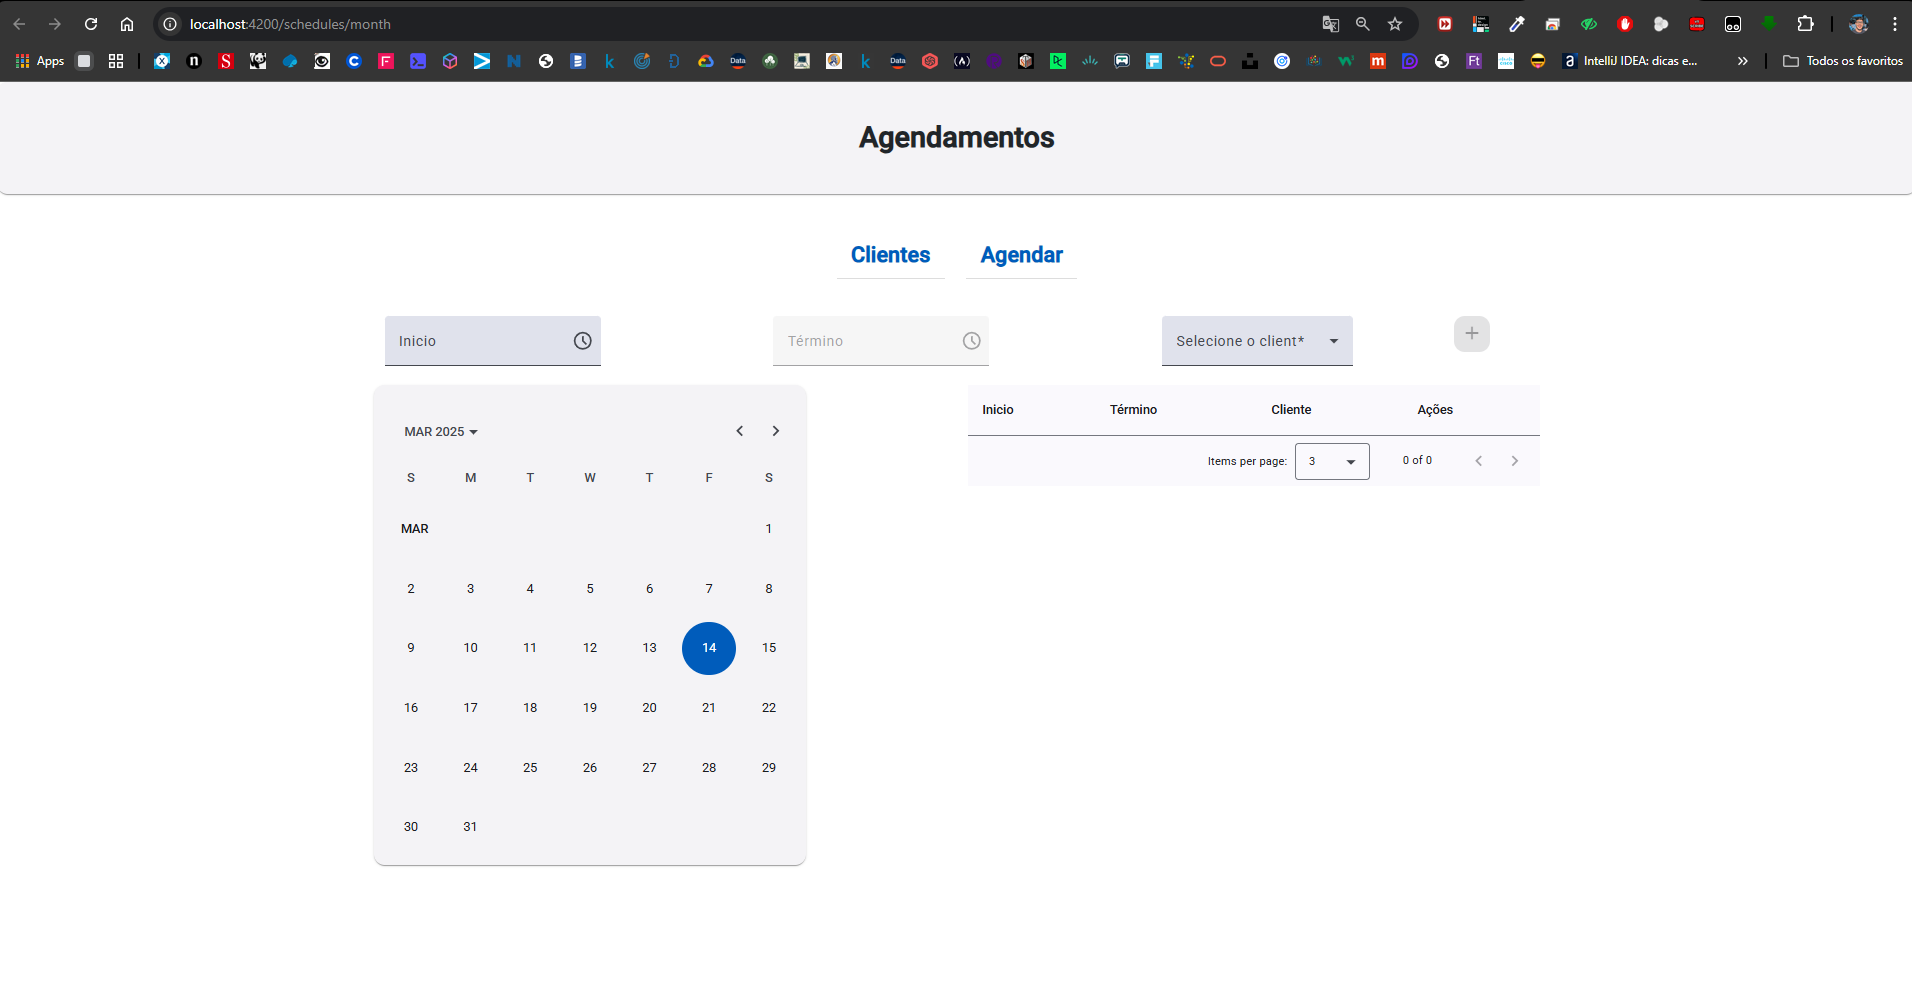 localhost:4200/schedules/month
Apps
Data
Data
IntelliJ IDEA: dicas e...
Todos os favoritos
Agendamentos
Clientes Agendar
Inicio Término Selecione o client* +
MAR 2025
S M T W T F S
MAR 1
2 3 4 5 6 7 8
9 10 11 12 13 14 15
16 17 18 19 20 21 22
23 24 25 26 27 28 29
30 31
Inicio Término Cliente Ações
Items per page: 3 0 of 0